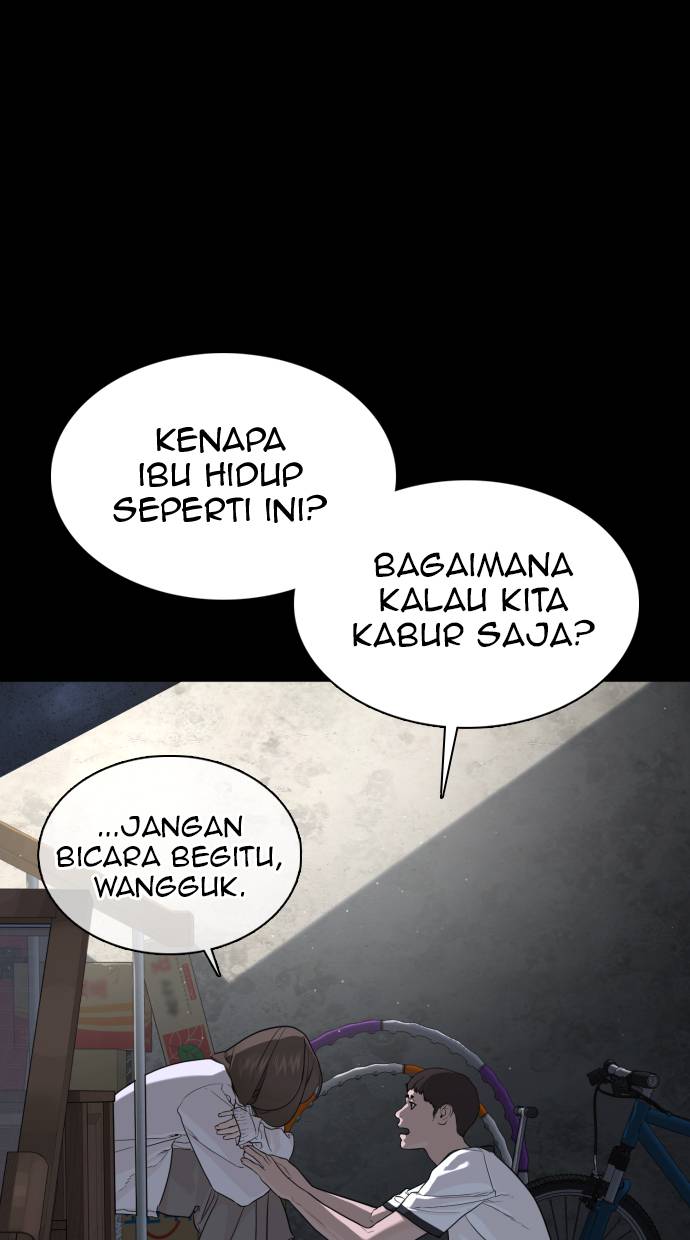 KENAPA
IBU HIDUP
SEPERTI INI?
BAGAIMANA
KALAU KITA
KABUR SAJA?
...JANGAN
BICARA BEGITU,
WANGGUK.